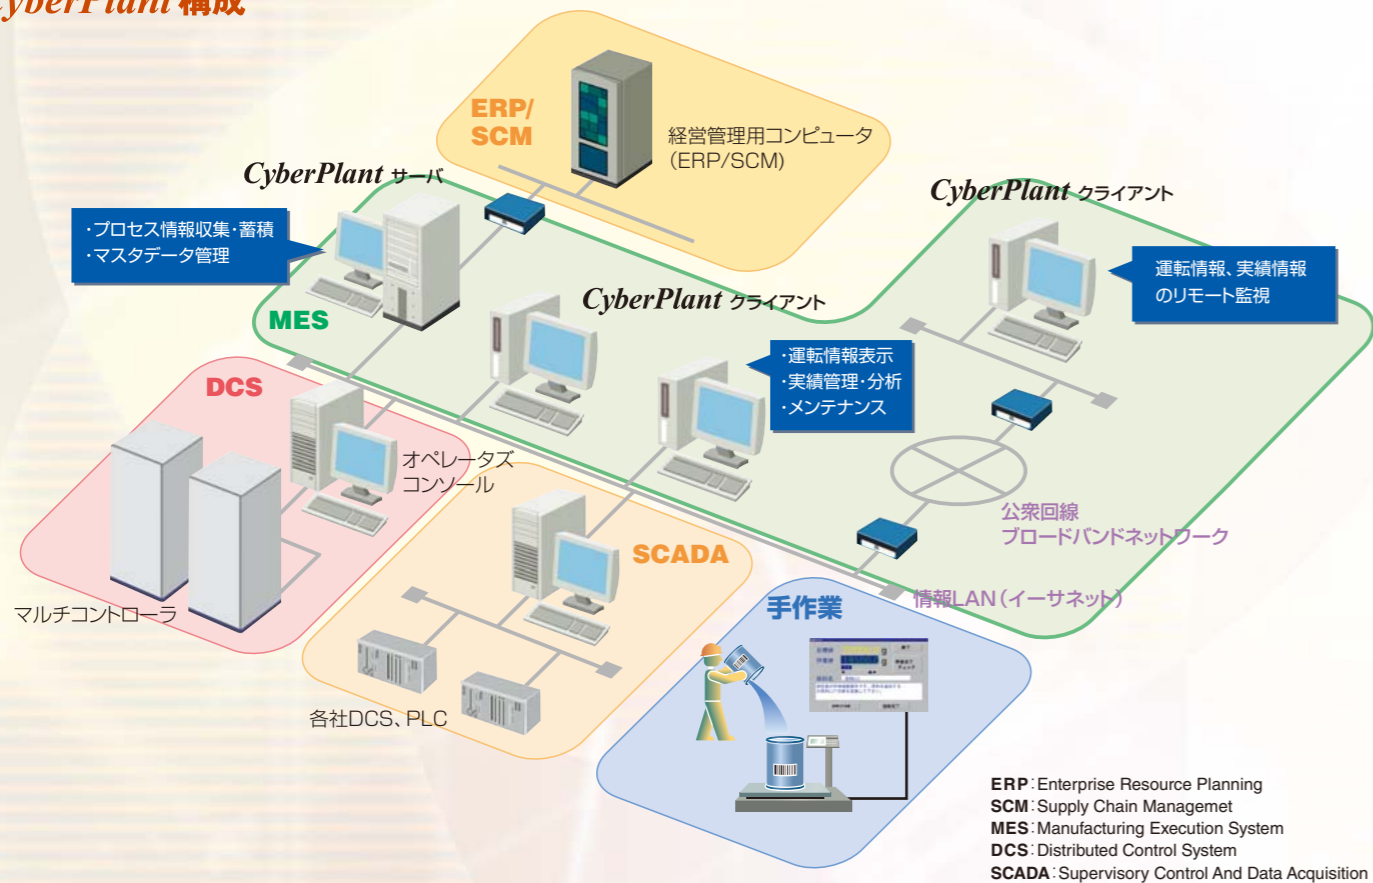 CyberPlant 構成
ERP/
SCM
経営管理用コンピュータ
(ERP/SCM)
CyberPlant サーバ
・プロセス情報収集・蓄積
・マスタデータ管理
CyberPlant クライアント
運転情報、実績情報
のリモート監視
MES
CyberPlant クライアント
・運転情報表示
・実績管理・分析
・メンテナンス
DCS
オペレータズ
コンソール
マルチコントローラ
SCADA
各社DCS、PLC
公衆回線
ブロードバンドネットワーク
情報LAN(イーサネット)
手作業
ERP:Enterprise Resource Planning
SCM:Supply Chain Managemet
MES:Manufacturing Execution System
DCS:Distributed Control System
SCADA:Supervisory Control And Data Acquisition